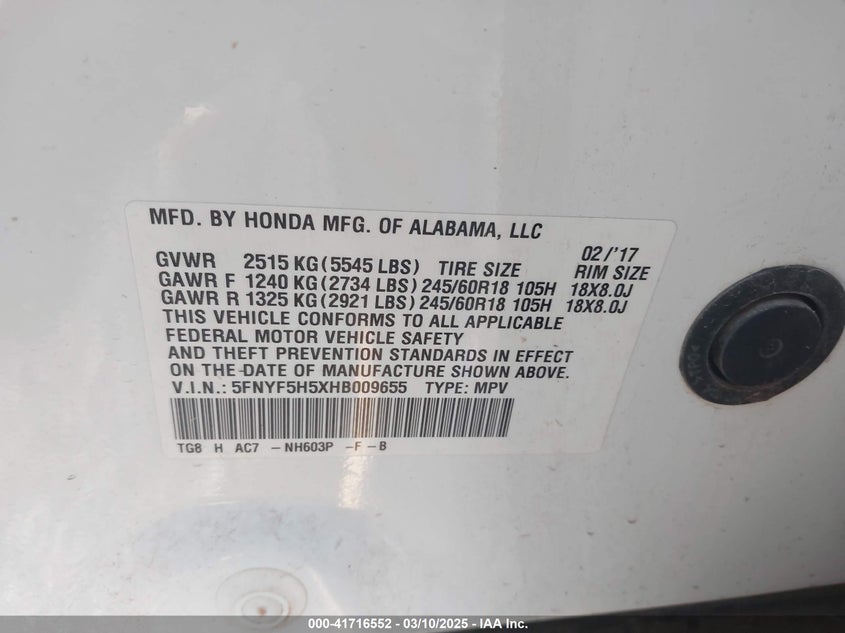 MFD. BY HONDA MFG. OF ALABAMA, LLC
02/'17
GVWR 2515 KG (5545 LBS) TIRE SIZE RIM SIZE
GAWR F 1240 KG (2734 LBS) 245/60R18 105H 18X8.0J
GAWR R 1325 KG (2921 LBS) 245/60R18 105H 18X8.0J
THIS VEHICLE CONFORMS TO ALL APPLICABLE
FEDERAL MOTOR VEHICLE SAFETY
AND THEFT PREVENTION STANDARDS IN EFFECT
ON THE DATE OF MANUFACTURE SHOWN ABOVE.
V.I.N.: 5FNYF5H5XHB009655 TYPE: MPV
TG8 H AC7 -NH603P -F-B
000-41716552 - 03/10/2025 - IAA Inc.